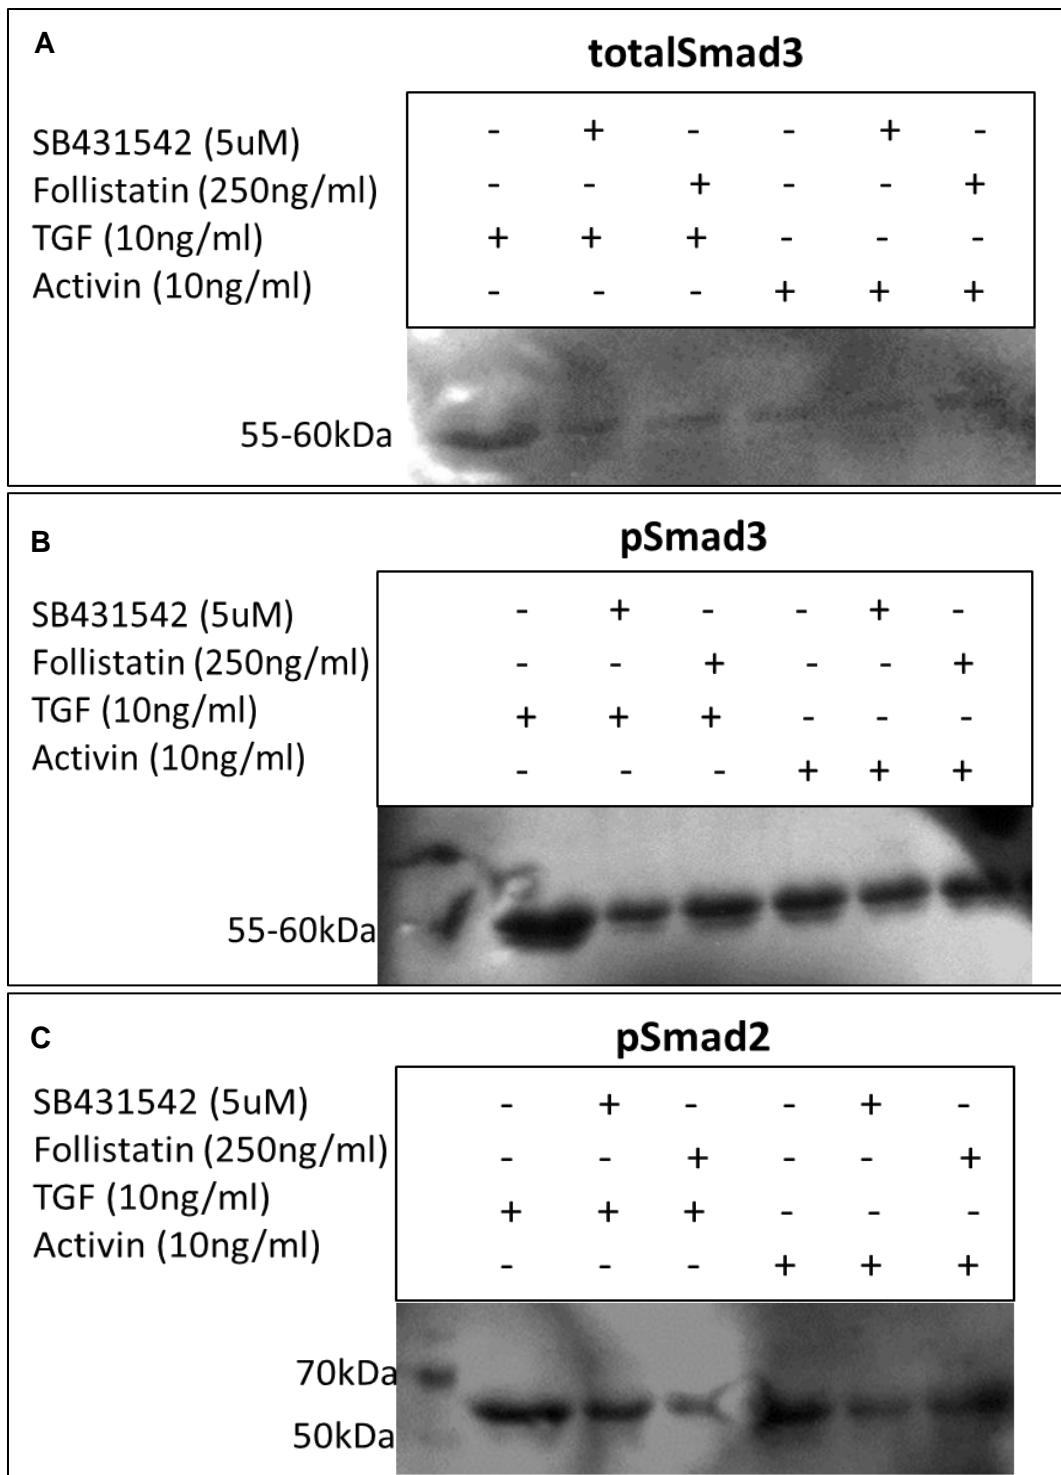 A
totalSmad3
SB431542 (5uM) - + - - + -
Follistatin (250ng/ml) - - + - - +
TGF (10ng/ml) + + + - - -
Activin (10ng/ml) - - - + + +
55-60kDa
B
pSmad3
SB431542 (5uM) - + - - + -
Follistatin (250ng/ml) - - + - - +
TGF (10ng/ml) + + + - - -
Activin (10ng/ml) - - - + + +
55-60kDa
C
pSmad2
SB431542 (5uM) - + - - + -
Follistatin (250ng/ml) - - + - - +
TGF (10ng/ml) + + + - - -
Activin (10ng/ml) - - - + + +
70kDa
50kDa